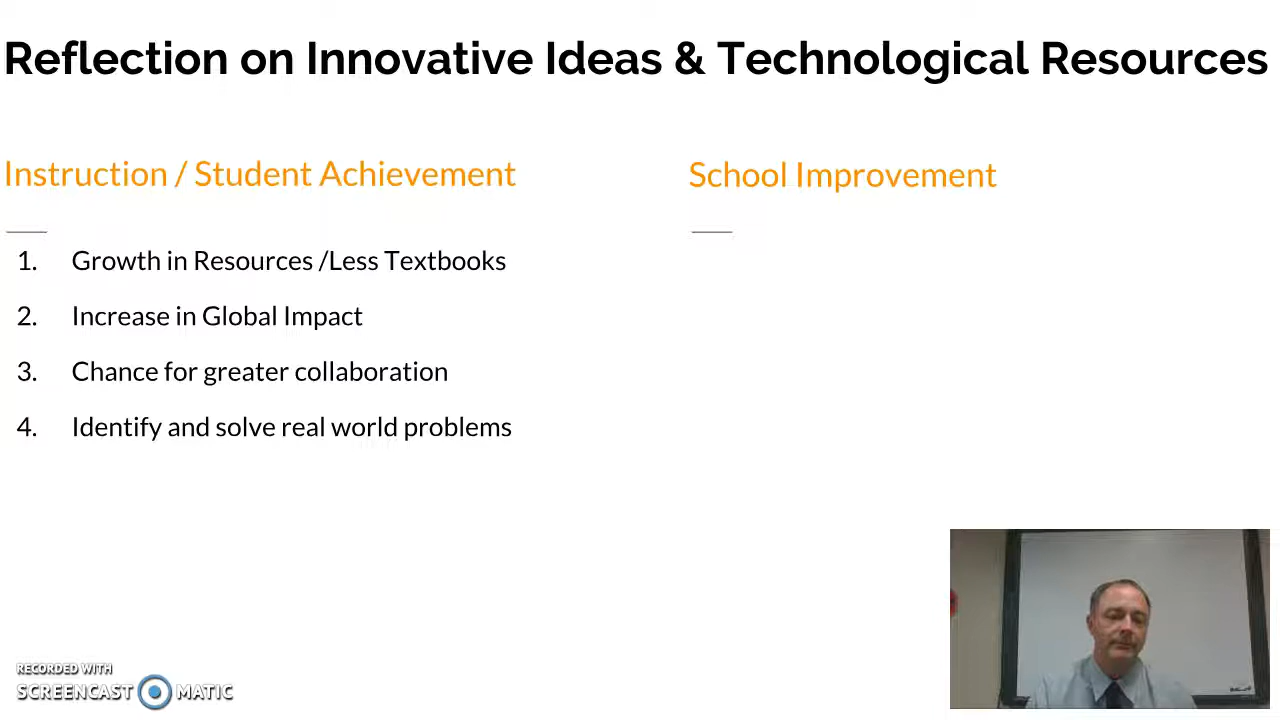 Reflection on Innovative Ideas & Technological Resources
Instruction / Student Achievement
1. Growth in Resources /Less Textbooks
2. Increase in Global Impact
3. Chance for greater collaboration
4. Identify and solve real world problems
School Improvement
RECORDED WITH
SCREENCAST MATIC